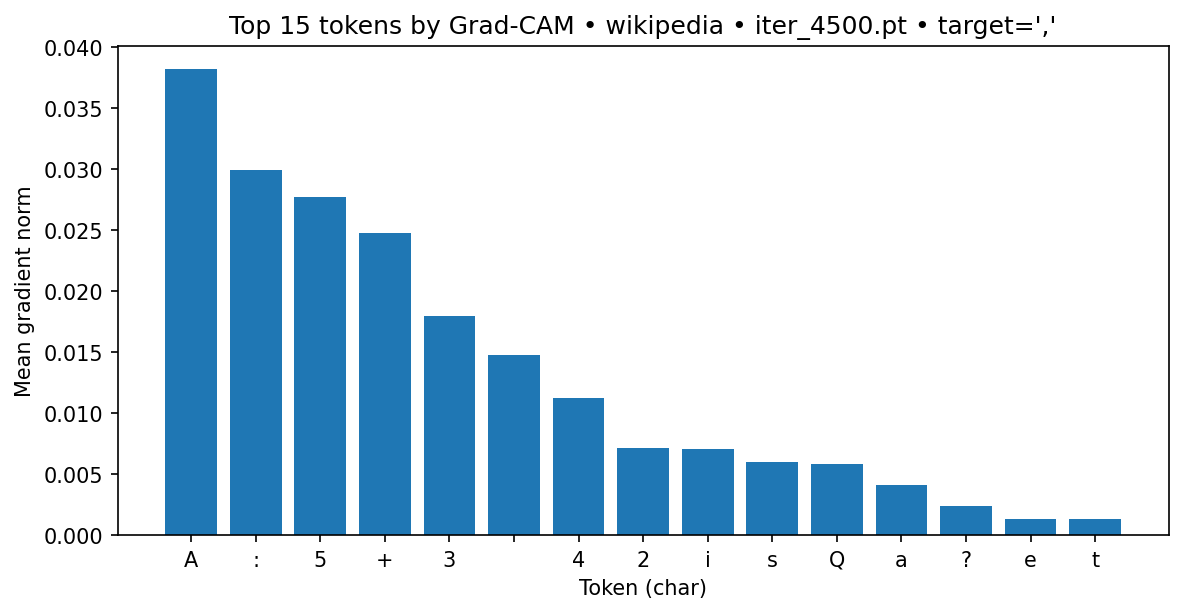 Top 15 tokens by Grad-CAM • wikipedia • iter_4500.pt • target=','
Mean gradient norm
0.040
0.035
0.030
0.025
0.020
0.015
0.010
0.005
0.000
A : 5 + 3 4 2 i s Q a ? e t
Token (char)